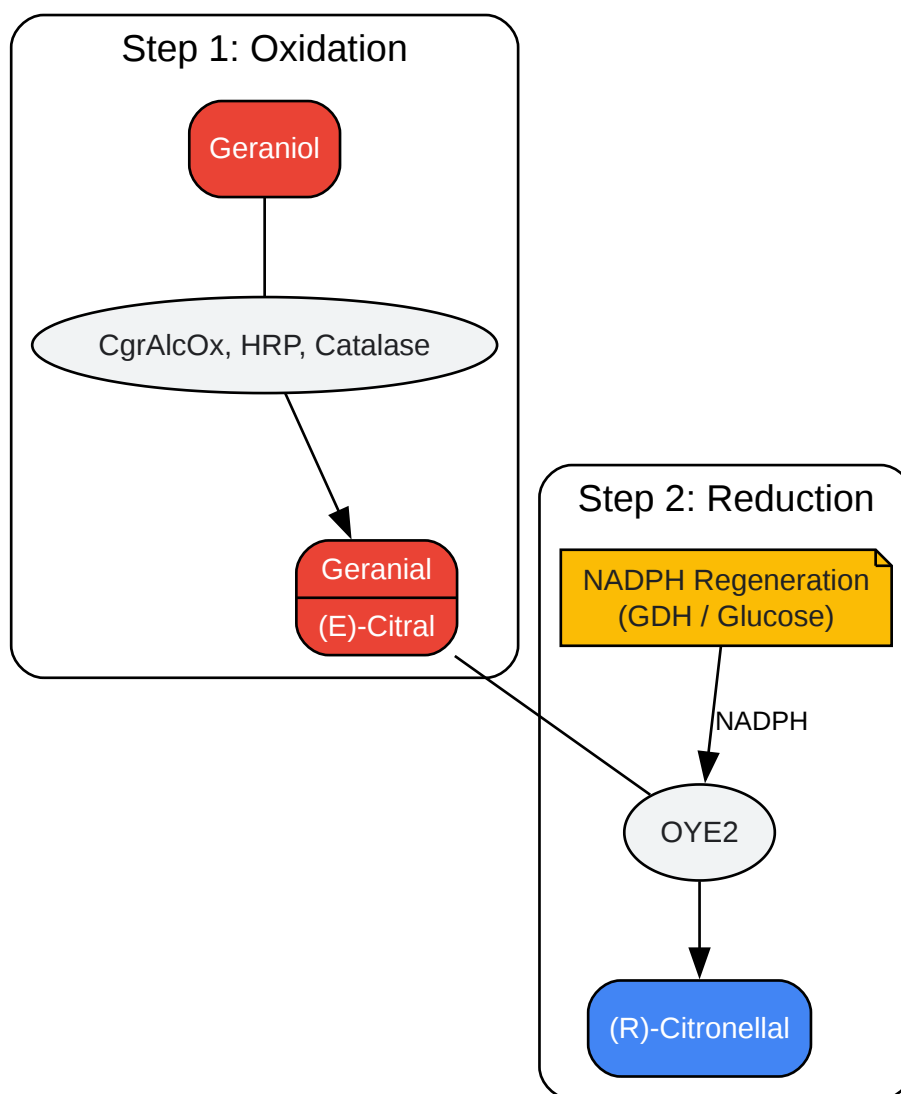 Step 1: Oxidation
Geraniol
CgrAlcOx, HRP, Catalase
Geranial
(E)-Citral
Step 2: Reduction
NADPH Regeneration
(GDH / Glucose)
NADPH
OYE2
(R)-Citronellal